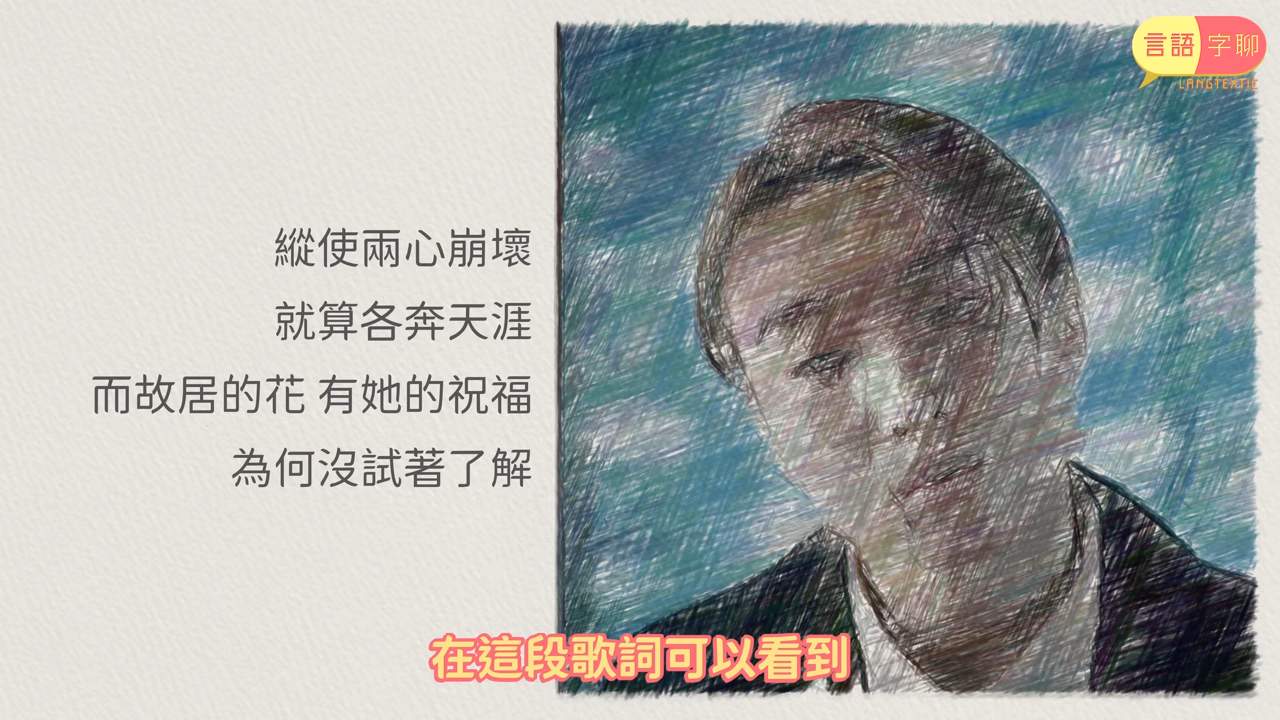 言語字聊
LANGTEXTIC
縱使兩心崩壞
就算各奔天涯
而故居的花 有她的祝福
為何沒試著了解
在這段歌詞可以看到